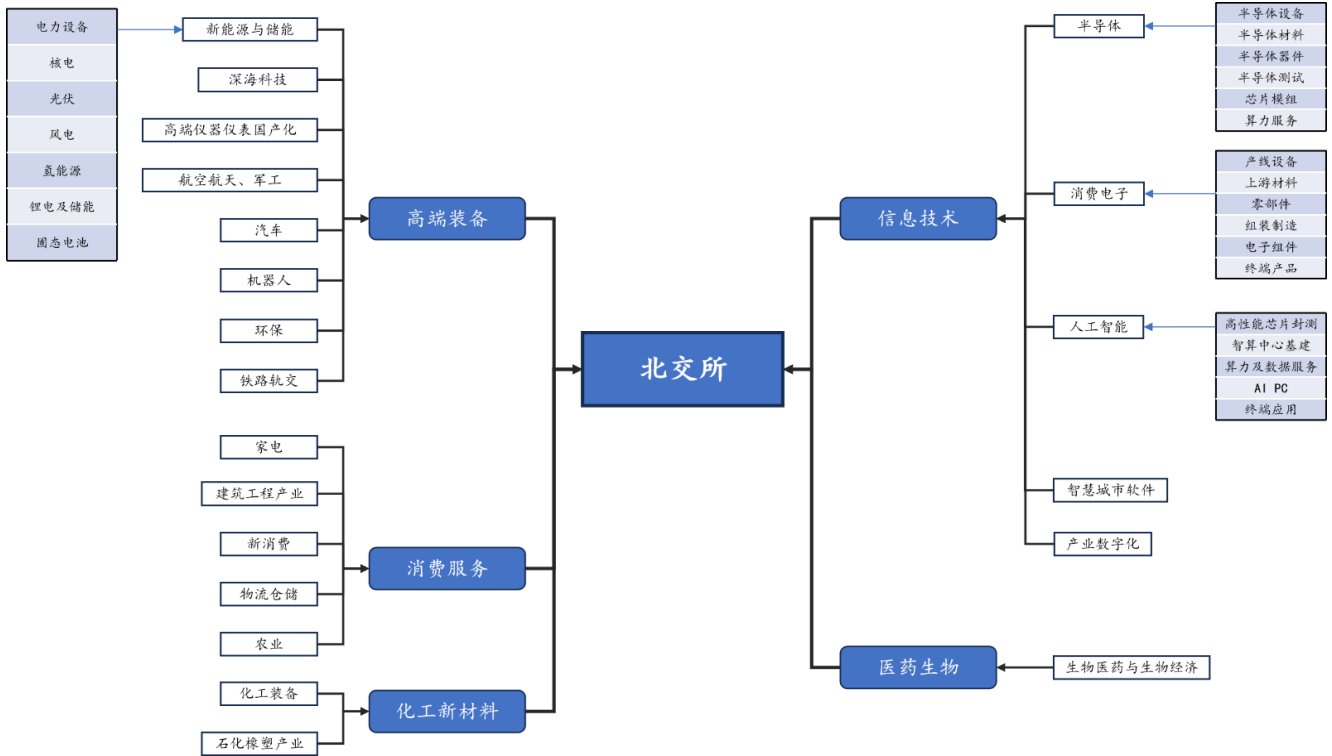 电力设备
核电
光伏
风电
氢能源
锂电及储能
固态电池
新能源与储能
深海科技
高端仪器仪表国产化
航空航天、军工
汽车
机器人
环保
铁路轨交
高端装备
家电
建筑工程产业
新消费
物流仓储
农业
消费服务
化工装备
石化橡塑产业
化工新材料
北交所
信息技术
半导体
半导体设备
半导体材料
半导体器件
半导体测试
芯片模组
算力服务
消费电子
产线设备
上游材料
零部件
组装制造
电子组件
终端产品
人工智能
高性能芯片封测
智算中心基建
算力及数据服务
AI PC
终端应用
智慧城市软件
产业数字化
医药生物
生物医药与生物经济